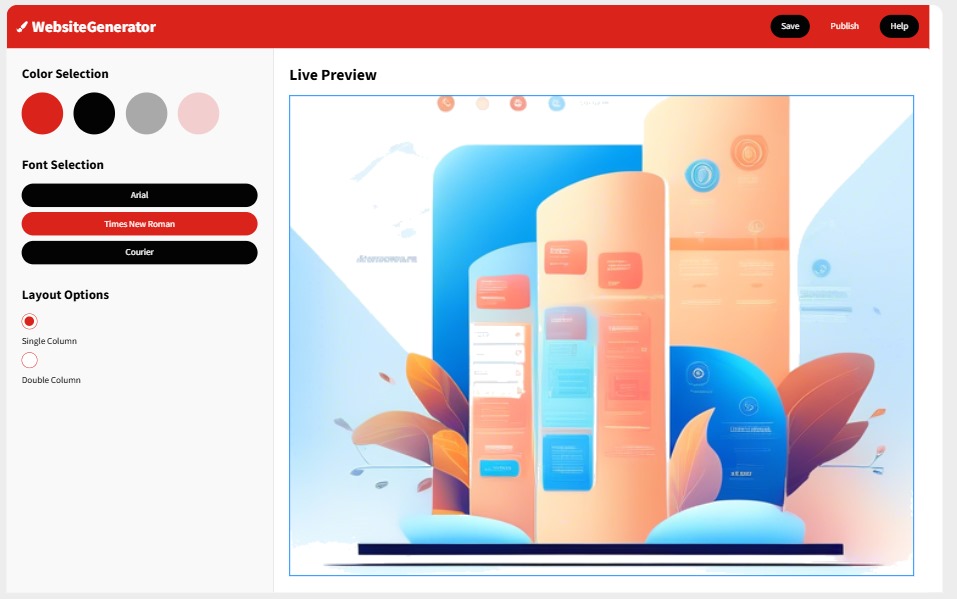 WebsiteGenerator
Save
Publish
Help
Color Selection
Font Selection
Arial
Times New Roman
Courier
Layout Options
Single Column
Double Column
Live Preview